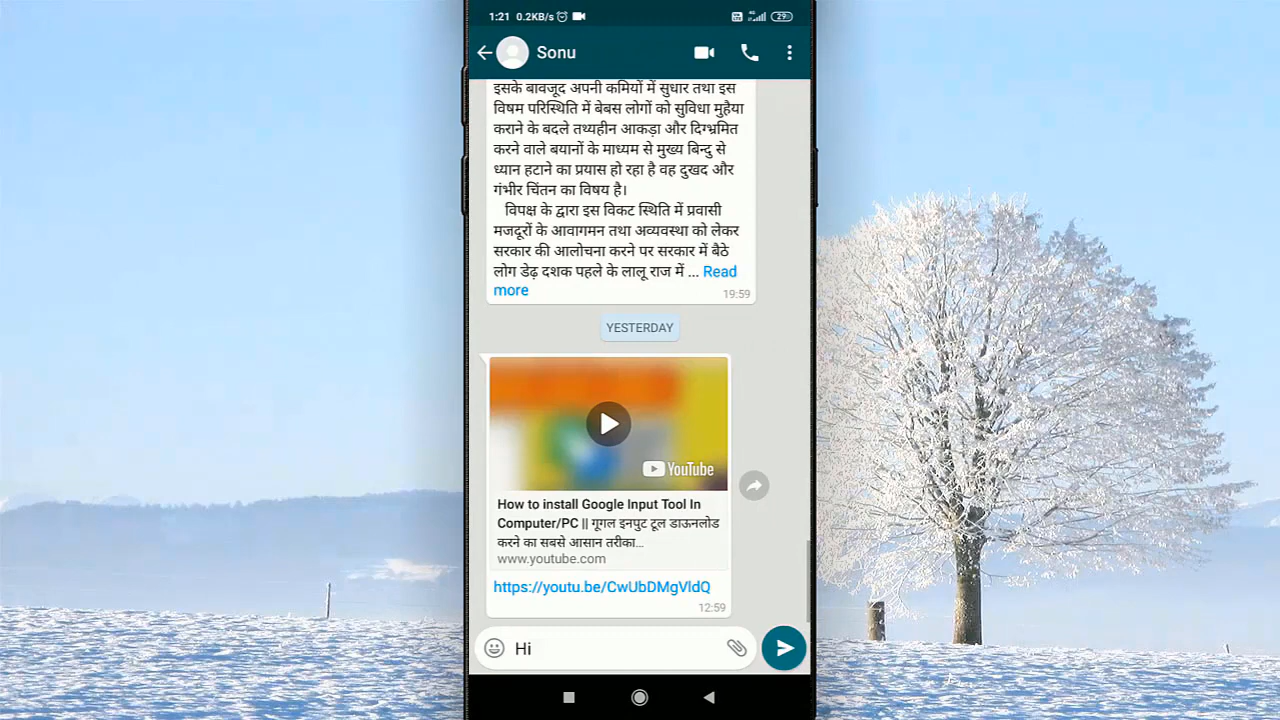 1:21 0.2KB/s
29
Sonu
इसके बावजूद अपनी कमियों में सुधार तथा इस
विषम परिस्थिति में बेबस लोगों को सुविधा मुहैया
कराने के बदले तथ्यहीन आकड़ा और दिग्भ्रमित
करने वाले बयानों के माध्यम से मुख्य बिन्दु से
ध्यान हटाने का प्रयास हो रहा है वह दुखद और
गंभीर चिंतन का विषय है।
विपक्ष के द्वारा इस विकट स्थिति में प्रवासी
मजदूरों के आवागमन तथा अव्यवस्था को लेकर
सरकार की आलोचना करने पर सरकार में बैठे
लोग डेढ़ दशक पहले के लालू राज में ... Read
more
19:59
YESTERDAY
YouTube
How to install Google Input Tool In
Computer/PC || गूगल इनपुट टूल डाऊनलोड
करने का सबसे आसान तरीका...
www.youtube.com
https://youtu.be/CwUbDMgVldQ
12:59
Hi